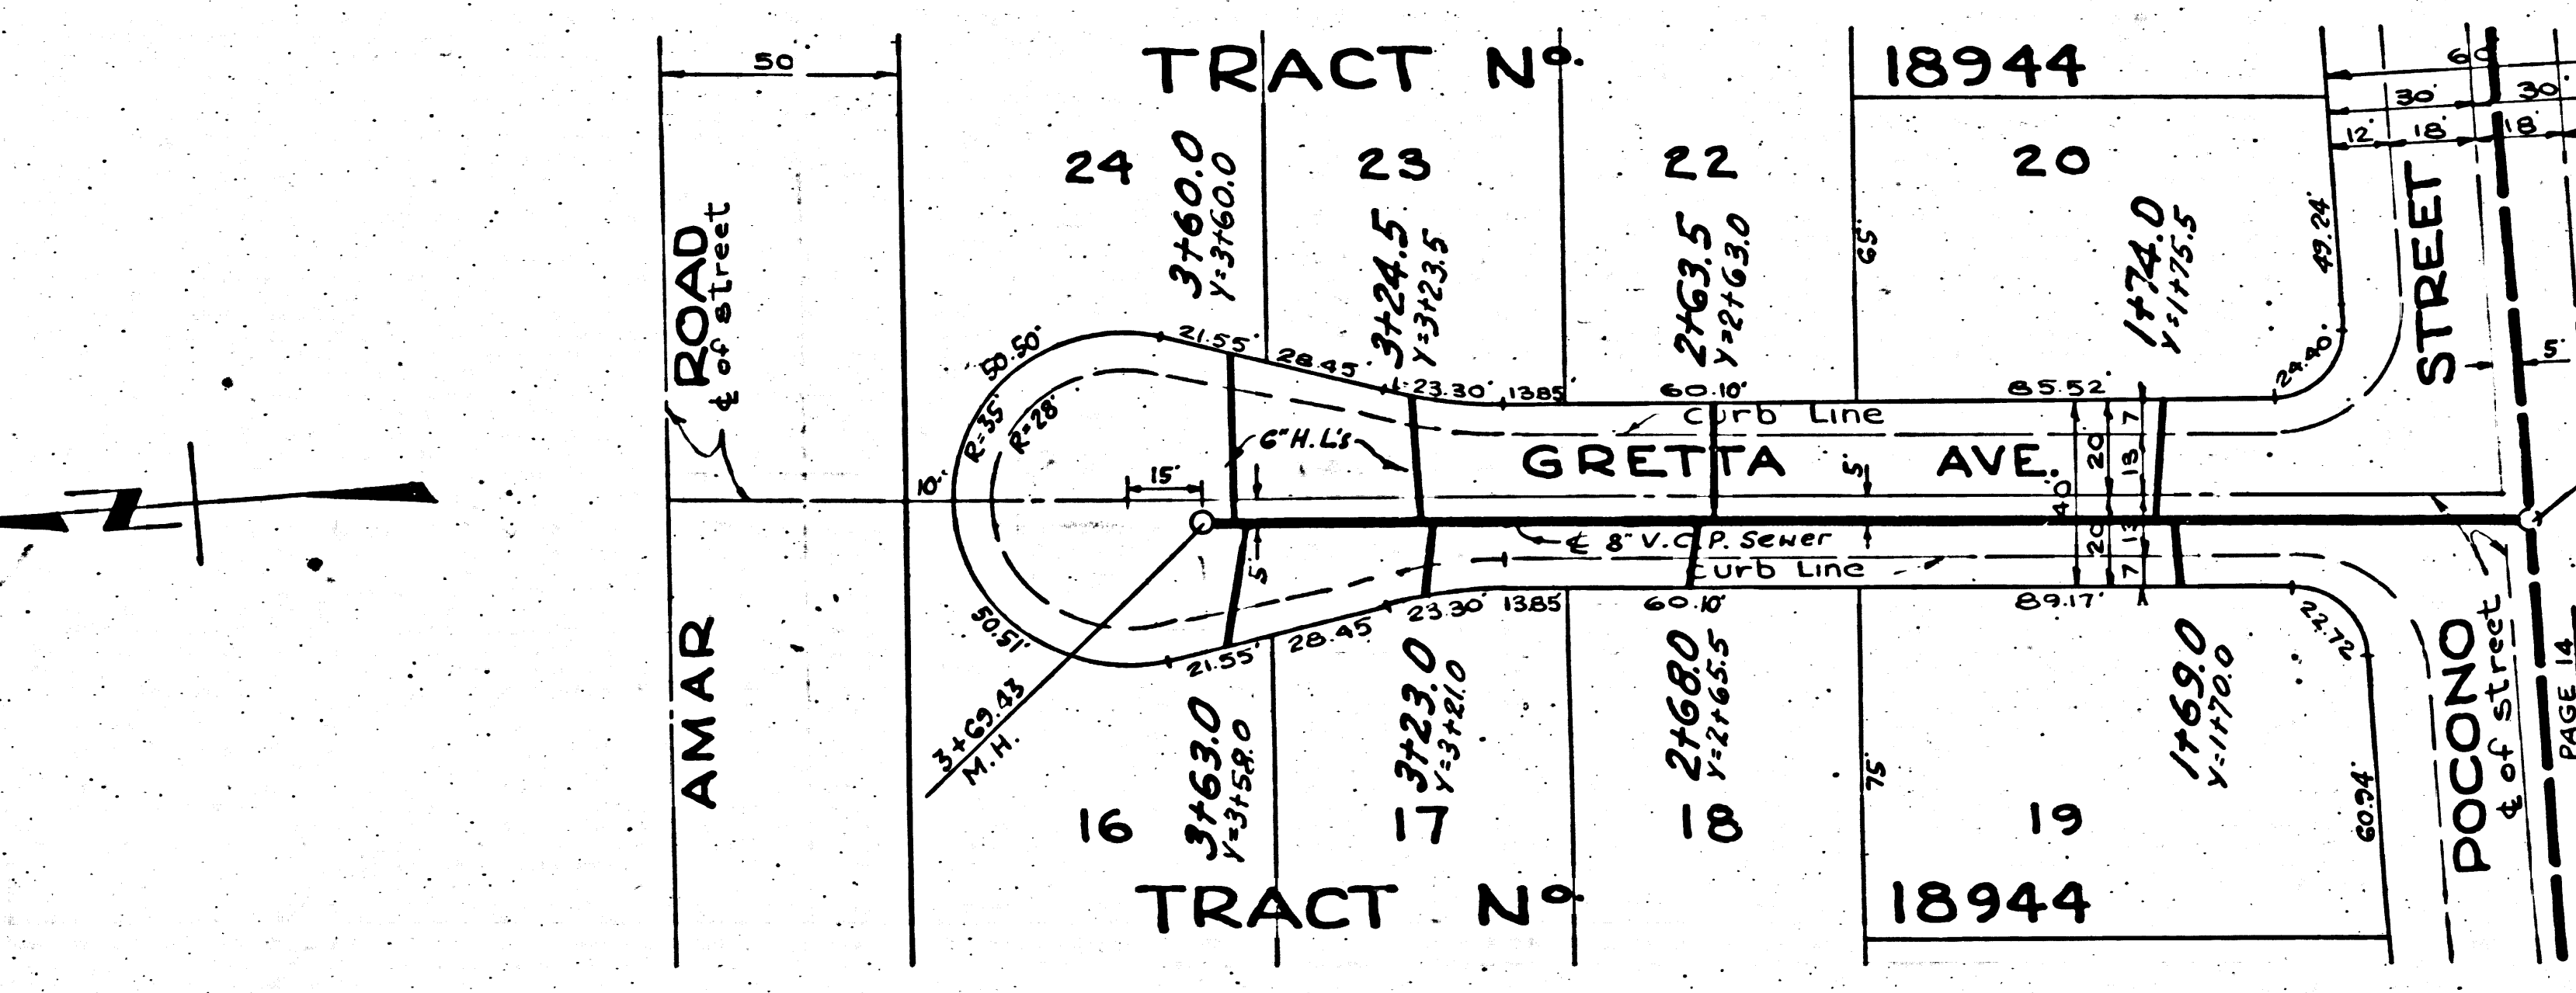 TRACT Nº. 18944
50
60
30'
30
12'
18'
18'
24
23
22
20
3+60.0
Y=3+60.0
3+24.5
Y=3+23.5
2+63.5
Y=2+63.0
1+74.0
Y=1+75.5
65'
49.24'
STREET
ROAD
℄ of street
50.50'
21.55'
28.45'
23.30'
13.85'
60.10'
85.52'
24.40'
5'
R=35'
R=28'
Curb Line
6" H.L's
GRETTA AVE.
5'
7
20
13
40
15'
10'
N
℄ 8" V.C.P. Sewer
5'
20
13
Curb Line
7
50.51'
21.55'
28.45
23.30'
13.85
60.10'
89.17'
22.72'
3+69.43
M.H.
AMAR
3+63.0
Y=3+58.0
3+23.0
Y=3+21.0
2+68.0
Y=2+65.5
1+69.0
Y=1+70.0
75'
60.94'
POCONO
℄ of street
PAGE 14
16
17
18
19
TRACT Nº. 18944